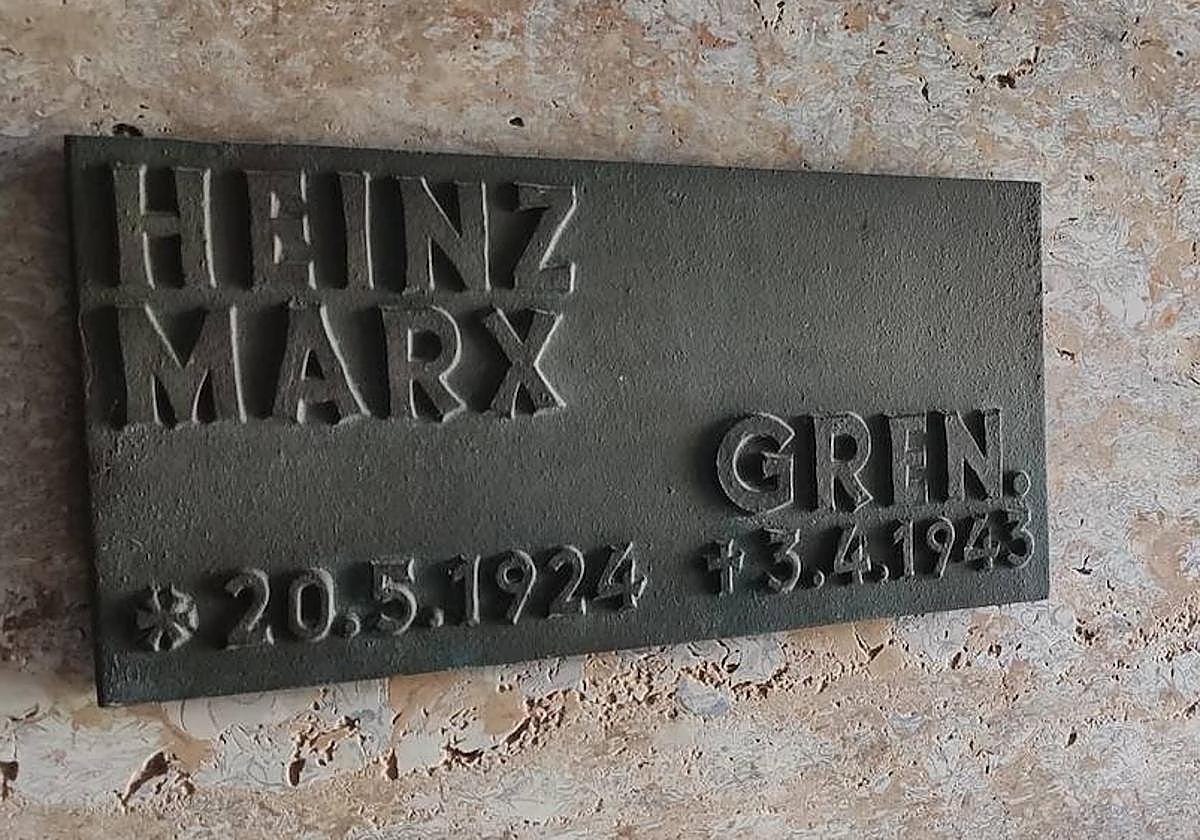 HEINZ
MARX
GREN.
* 20.5.1924 † 3.4.1943